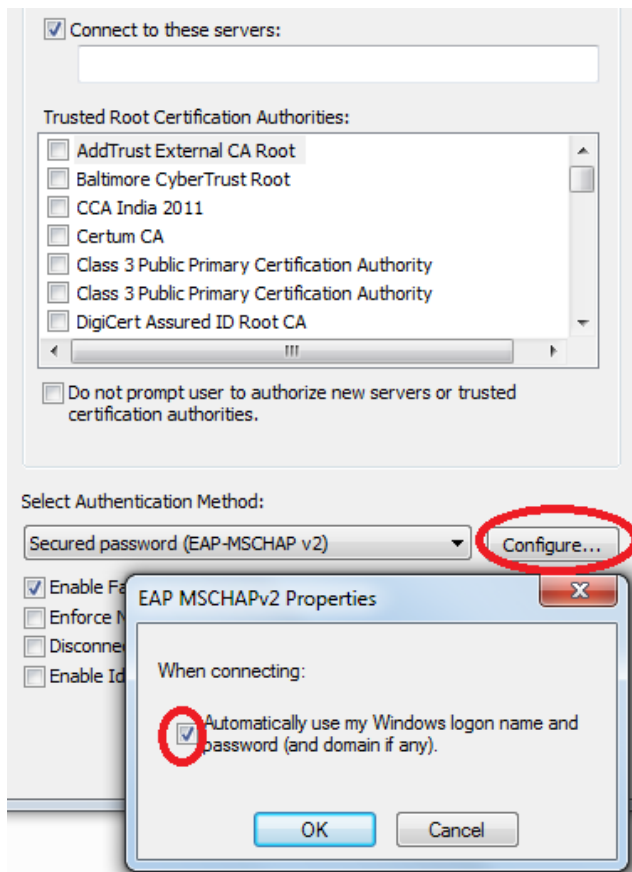 Connect to these servers:
Trusted Root Certification Authorities:
AddTrust External CA Root
Baltimore CyberTrust Root
CCA India 2011
Certum CA
Class 3 Public Primary Certification Authority
Class 3 Public Primary Certification Authority
DigiCert Assured ID Root CA
Do not prompt user to authorize new servers or trusted
certification authorities.
Select Authentication Method:
Secured password (EAP-MSCHAP v2)
Configure...
Enable Fa
Enforce N
Disconne
Enable Id
EAP MSCHAPv2 Properties
When connecting:
Automatically use my Windows logon name and
password (and domain if any).
OK
Cancel